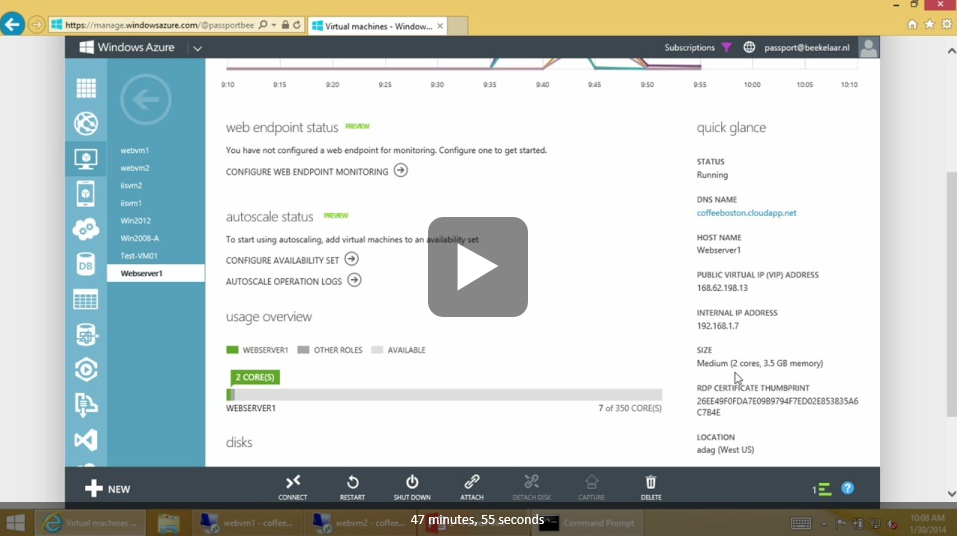 https://manage.windowsazure.com/@passportbee
Virtual machines - Window...
Windows Azure
Subscriptions
passport@beekelaar.nl
9:10 9:15 9:20 9:25 9:30 9:35 9:40 9:45 9:50 9:55 10:00 10:05 10:10
webvm1
webvm2
iisvm2
iisvm1
Win2012
Win2008-A
Test-VM01
Webserver1
web endpoint status PREVIEW
You have not configured a web endpoint for monitoring. Configure one to get started.
CONFIGURE WEB ENDPOINT MONITORING
autoscale status PREVIEW
To start using autoscaling, add virtual machines to an availability set
CONFIGURE AVAILABILITY SET
AUTOSCALE OPERATION LOGS
usage overview
WEBSERVER1 OTHER ROLES AVAILABLE
2 CORE(S)
WEBSERVER1 7 of 350 CORE(S)
disks
quick glance
STATUS
Running
DNS NAME
coffeeboston.cloudapp.net
HOST NAME
Webserver1
PUBLIC VIRTUAL IP (VIP) ADDRESS
168.62.198.13
INTERNAL IP ADDRESS
192.168.1.7
SIZE
Medium (2 cores, 3.5 GB memory)
RDP CERTIFICATE THUMBPRINT
26EE49F0FDA7E09B9794F7ED02E853835A6
C7B4E
LOCATION
adag (West US)
DB
NEW
CONNECT
RESTART
SHUT DOWN
ATTACH
DETACH DISK
CAPTURE
DELETE
1
?
Virtual machines ...
webvm1 - coffee...
webvm2 - coffee...
47 minutes, 55 seconds
Command Prompt
10:08 AM
1/30/2014